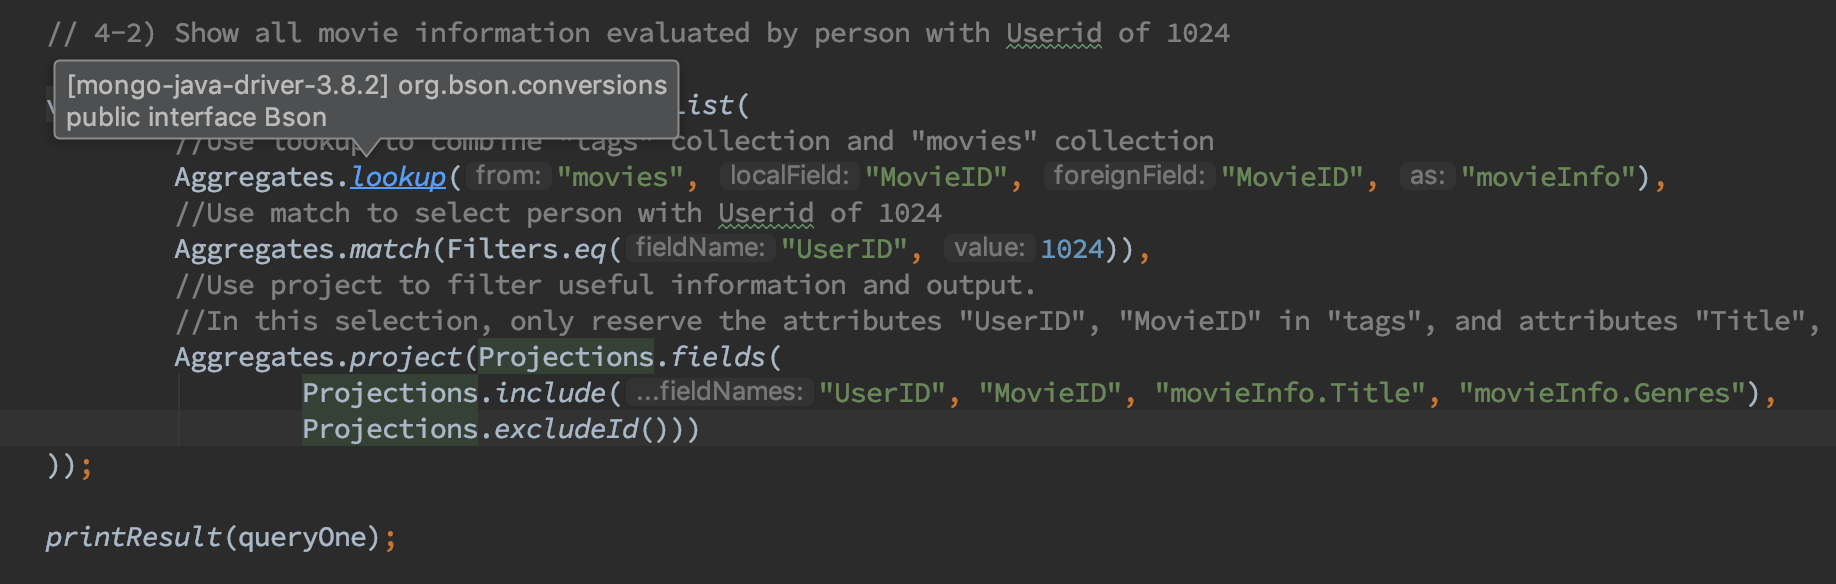 // 4-2) Show all movie information evaluated by person with Userid of 1024
[mongo-java-driver-3.8.2] org.bson.conversions
public interface Bson
List(
//Use lookup to combine "tags" collection and "movies" collection
Aggregates.lookup( from: "movies", localField: "MovieID", foreignField: "MovieID", as: "movieInfo"),
//Use match to select person with Userid of 1024
Aggregates.match(Filters.eq( fieldName: "UserID", value: 1024)),
//Use project to filter useful information and output.
//In this selection, only reserve the attributes "UserID", "MovieID" in "tags", and attributes "Title",
Aggregates.project(Projections.fields(
Projections.include( ...fieldNames: "UserID", "MovieID", "movieInfo.Title", "movieInfo.Genres"),
Projections.excludeId()))
));
printResult(queryOne);